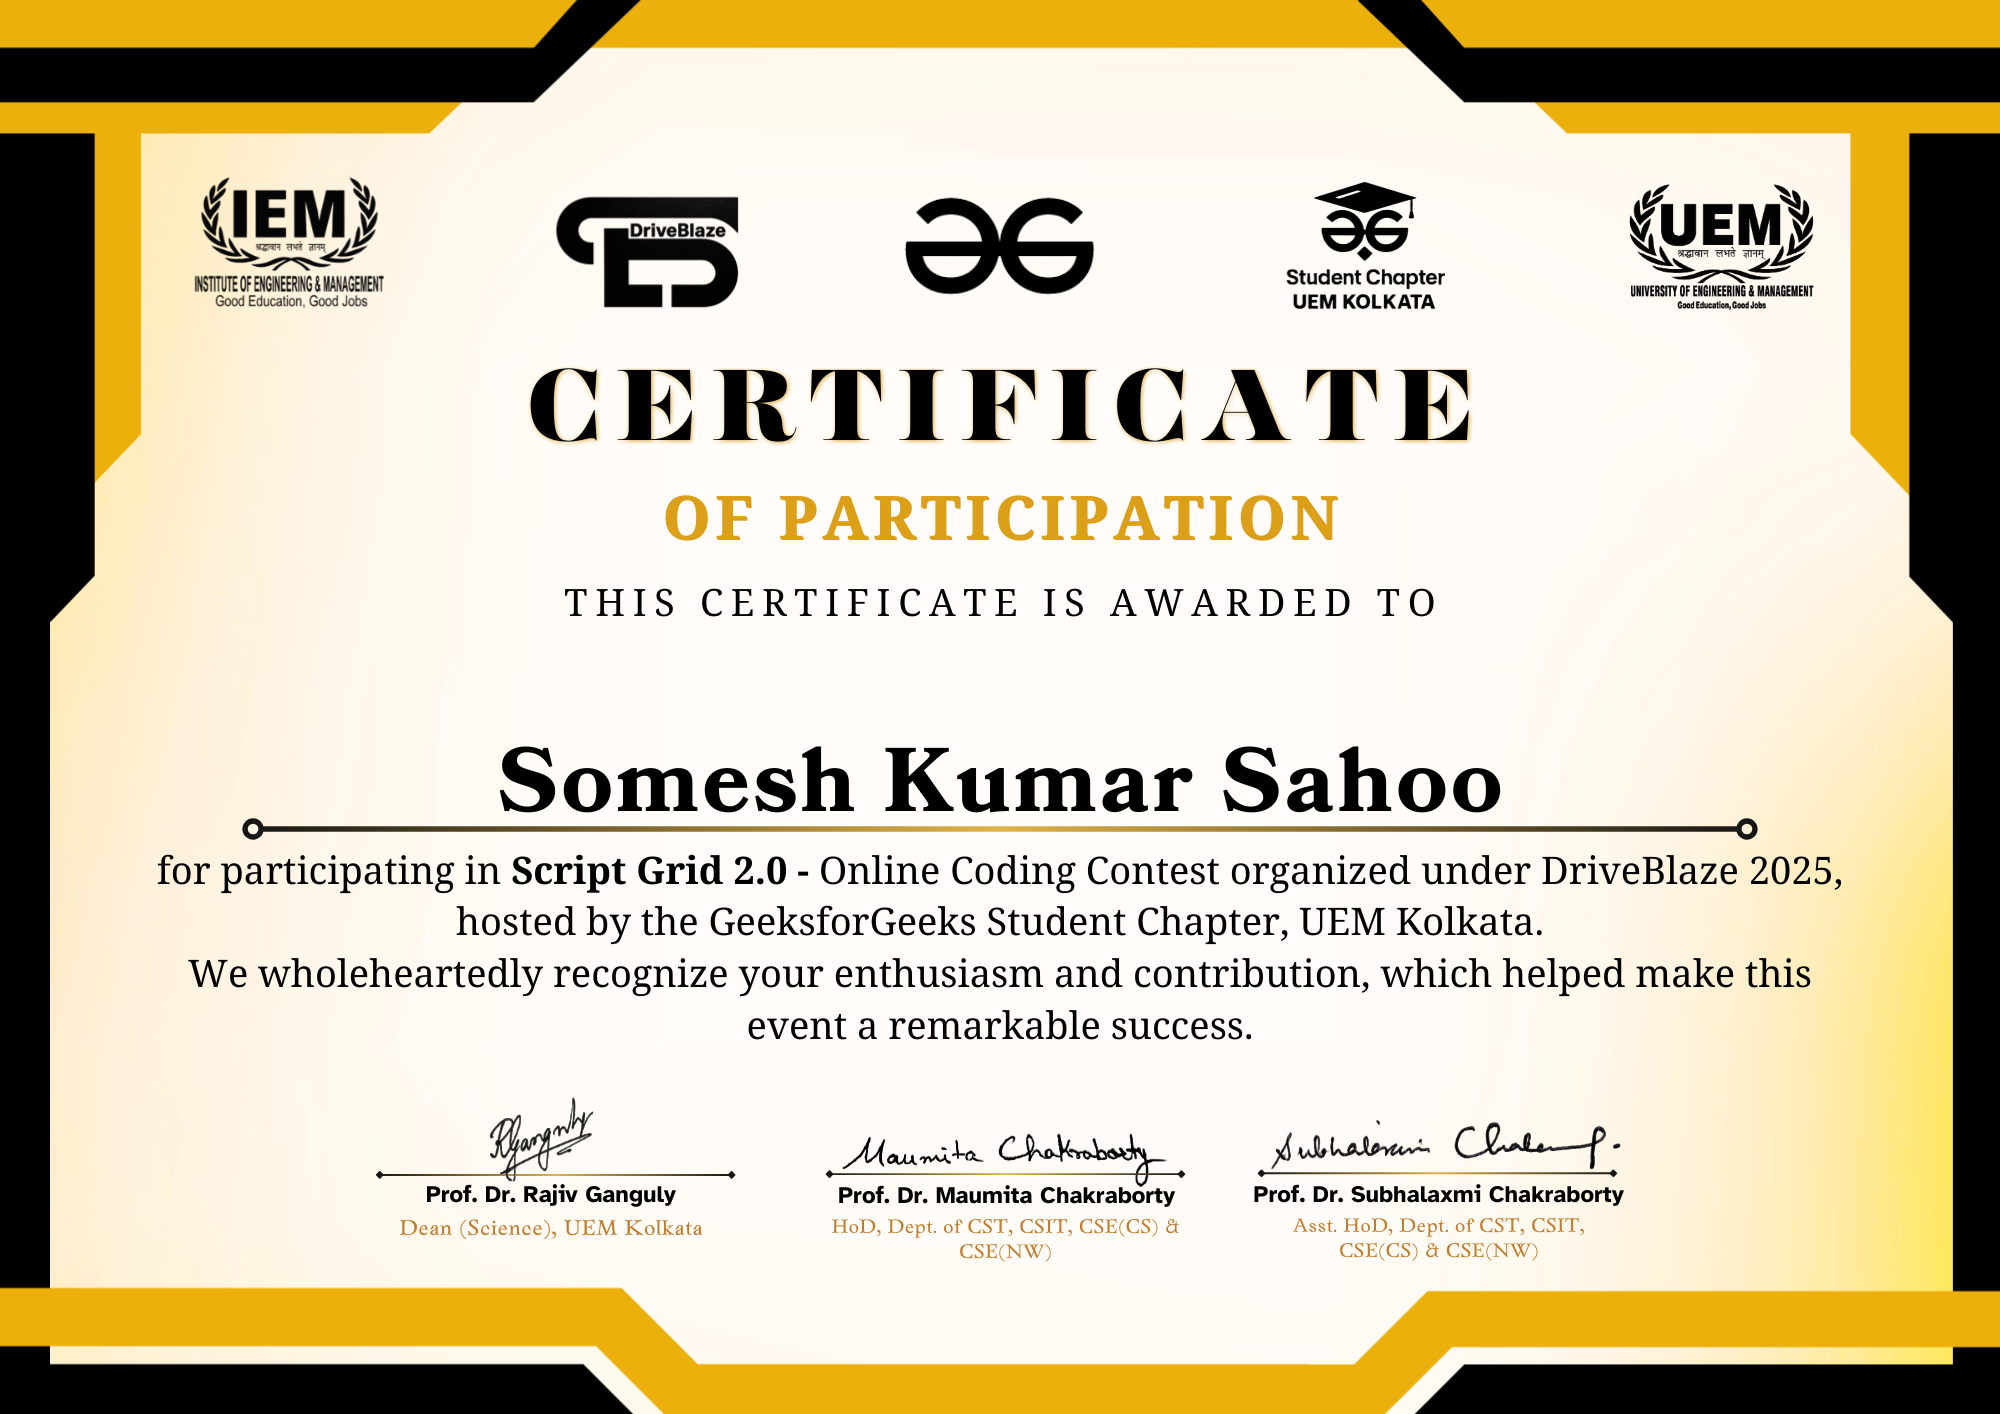 IEM
श्रद्धावान लभते ज्ञानम्
INSTITUTE OF ENGINEERING & MANAGEMENT
Good Education, Good Jobs
DriveBlaze
Student Chapter
UEM KOLKATA
UEM
श्रद्धावान लभते ज्ञानम्
UNIVERSITY OF ENGINEERING & MANAGEMENT
Good Education, Good Jobs
CERTIFICATE
OF PARTICIPATION
THIS CERTIFICATE IS AWARDED TO
Somesh Kumar Sahoo
for participating in Script Grid 2.0 - Online Coding Contest organized under DriveBlaze 2025,
hosted by the GeeksforGeeks Student Chapter, UEM Kolkata.
We wholeheartedly recognize your enthusiasm and contribution, which helped make this
event a remarkable success.
RGanguly
Prof. Dr. Rajiv Ganguly
Dean (Science), UEM Kolkata
Maumita Chakraborty
Prof. Dr. Maumita Chakraborty
HoD, Dept. of CST, CSIT, CSE(CS) &
CSE(NW)
Subhalaxmi
Prof. Dr. Subhalaxmi Chakraborty
Asst. HoD, Dept. of CST, CSIT,
CSE(CS) & CSE(NW)